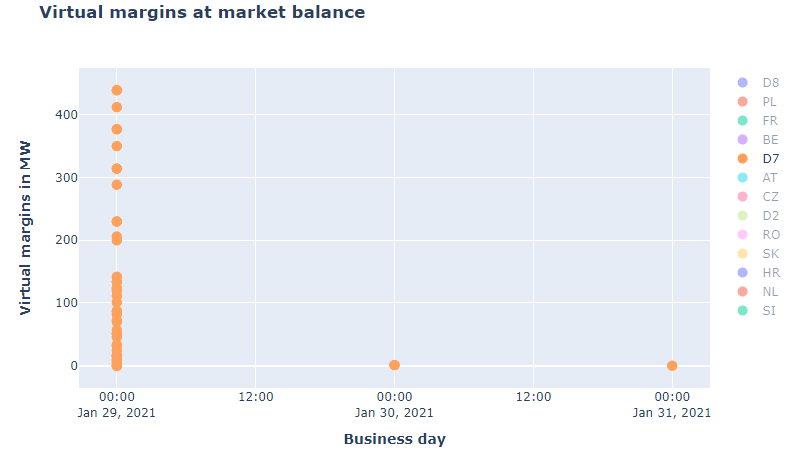 Virtual margins at market balance
Virtual margins in MW
400
300
200
100
0
00:00
Jan 29, 2021
12:00
00:00
Jan 30, 2021
12:00
00:00
Jan 31, 2021
Business day
D8
PL
FR
BE
D7
AT
CZ
D2
RO
SK
HR
NL
SI